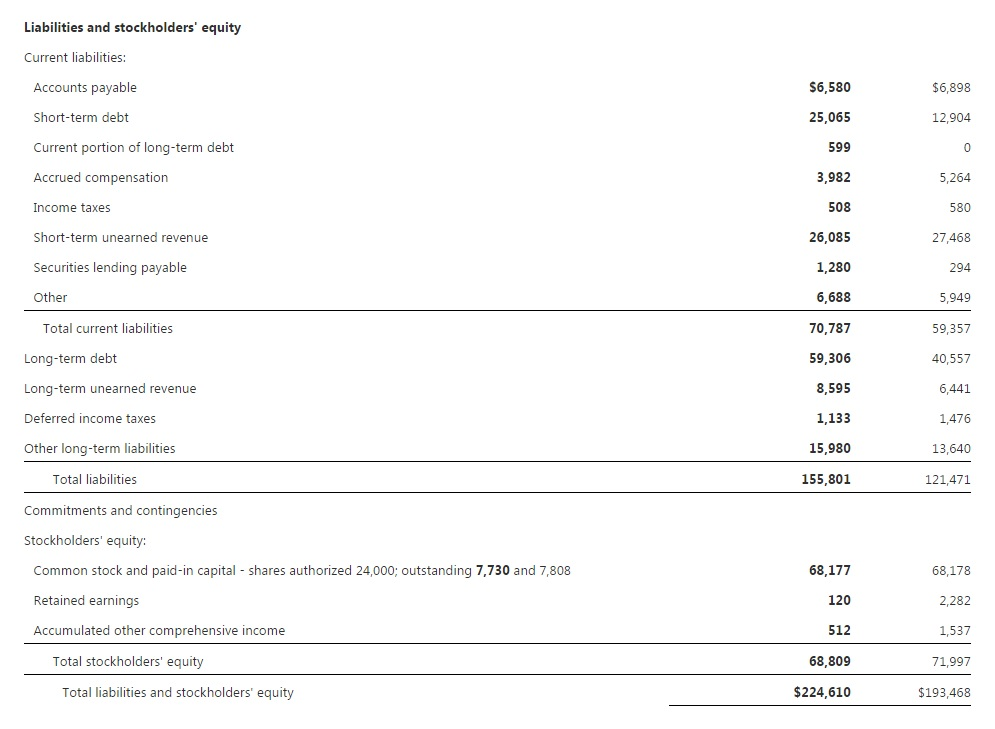 Liabilities and stockholders' equity
Current liabilities:
Accounts payable $6,580 $6,898
Short-term debt 25,065 12,904
Current portion of long-term debt 599 0
Accrued compensation 3,982 5,264
Income taxes 508 580
Short-term unearned revenue 26,085 27,468
Securities lending payable 1,280 294
Other 6,688 5,949
Total current liabilities 70,787 59,357
Long-term debt 59,306 40,557
Long-term unearned revenue 8,595 6,441
Deferred income taxes 1,133 1,476
Other long-term liabilities 15,980 13,640
Total liabilities 155,801 121,471
Commitments and contingencies
Stockholders' equity:
Common stock and paid-in capital - shares authorized 24,000; outstanding 7,730 and 7,808 68,177 68,178
Retained earnings 120 2,282
Accumulated other comprehensive income 512 1,537
Total stockholders' equity 68,809 71,997
Total liabilities and stockholders' equity $224,610 $193,468